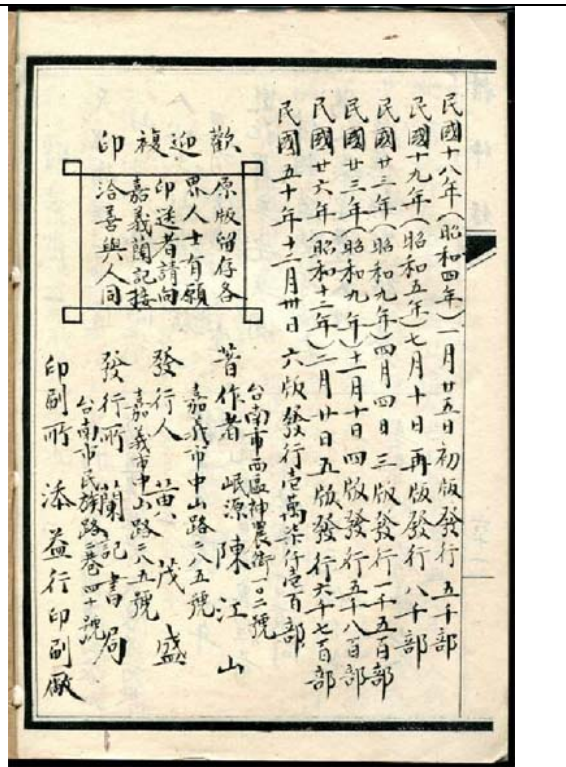 民國十八年(昭和四年)一月廿五日初版發行五千部
民國十九年(昭和五年)七月十日再版發行八千部
民國廿三年(昭和九年)四月四日三版發行一千五百部
民國廿三年(昭和九年)十一月十日四版發行五千八百部
民國廿六年(昭和十二年)二月廿日五版發行六千七百部
民國五十年十二月卅日六版發行壹萬柒仟壹百部
歡迎複印
原版留存各
界人士有願
印送者請向
嘉義蘭記接
洽善與人同
台南市西區神農街一〇二號
著作者 岷源陳江山
嘉義市中山路二八五號
發行人 黃茂盛
嘉義市中山路二八五號
發行所 蘭記書局
台南市民族路二巷四十號
印刷所 添益行印刷廠